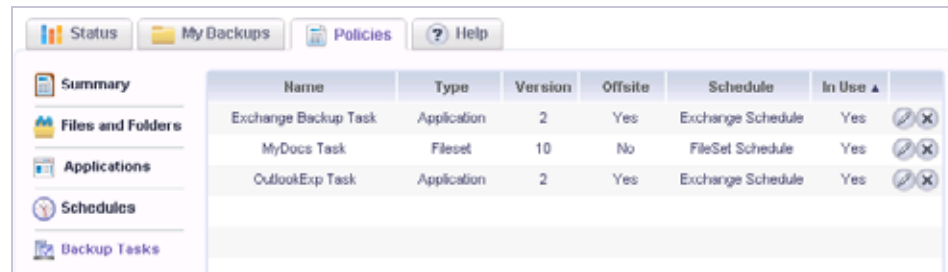 Status My Backups Policies ? Help
Summary
Files and Folders
Applications
Schedules
Backup Tasks
Name Type Version Offsite Schedule In Use ▲
Exchange Backup Task Application 2 Yes Exchange Schedule Yes
MyDocs Task Fileset 10 No FileSet Schedule Yes
OutlookExp Task Application 2 Yes Exchange Schedule Yes